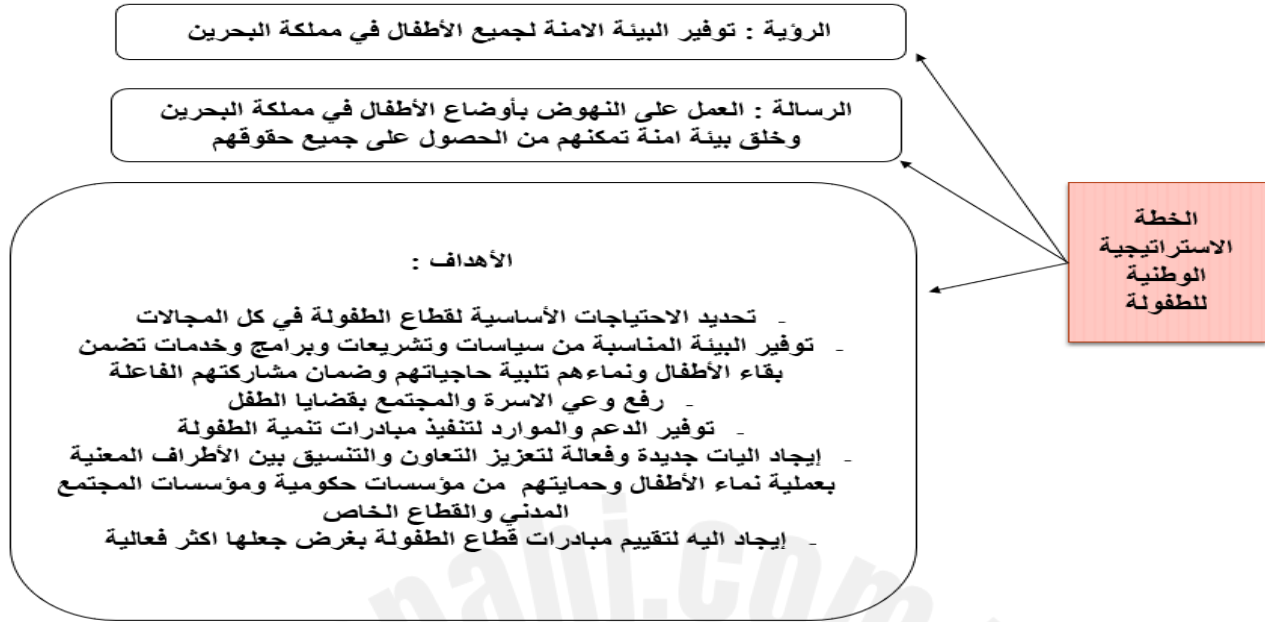 الرؤية : توفير البيئة الامنة لجميع الأطفال في مملكة البحرين
الرسالة : العمل على النهوض بأوضاع الأطفال في مملكة البحرين
وخلق بيئة امنة تمكنهم من الحصول على جميع حقوقهم
الخطة
الاستراتيجية
الوطنية
للطفولة
الأهداف :
- تحديد الاحتياجات الأساسية لقطاع الطفولة في كل المجالات
- توفير البيئة المناسبة من سياسات وتشريعات وبرامج وخدمات تضمن
بقاء الأطفال ونماءهم تلبية حاجياتهم وضمان مشاركتهم الفاعلة
- رفع وعي الاسرة والمجتمع بقضايا الطفل
- توفير الدعم والموارد لتنفيذ مبادرات تنمية الطفولة
- إيجاد اليات جديدة وفعالة لتعزيز التعاون والتنسيق بين الأطراف المعنية
بعملية نماء الأطفال وحمايتهم من مؤسسات حكومية ومؤسسات المجتمع
المدني والقطاع الخاص
- إيجاد اليه لتقييم مبادرات قطاع الطفولة بغرض جعلها اكثر فعالية